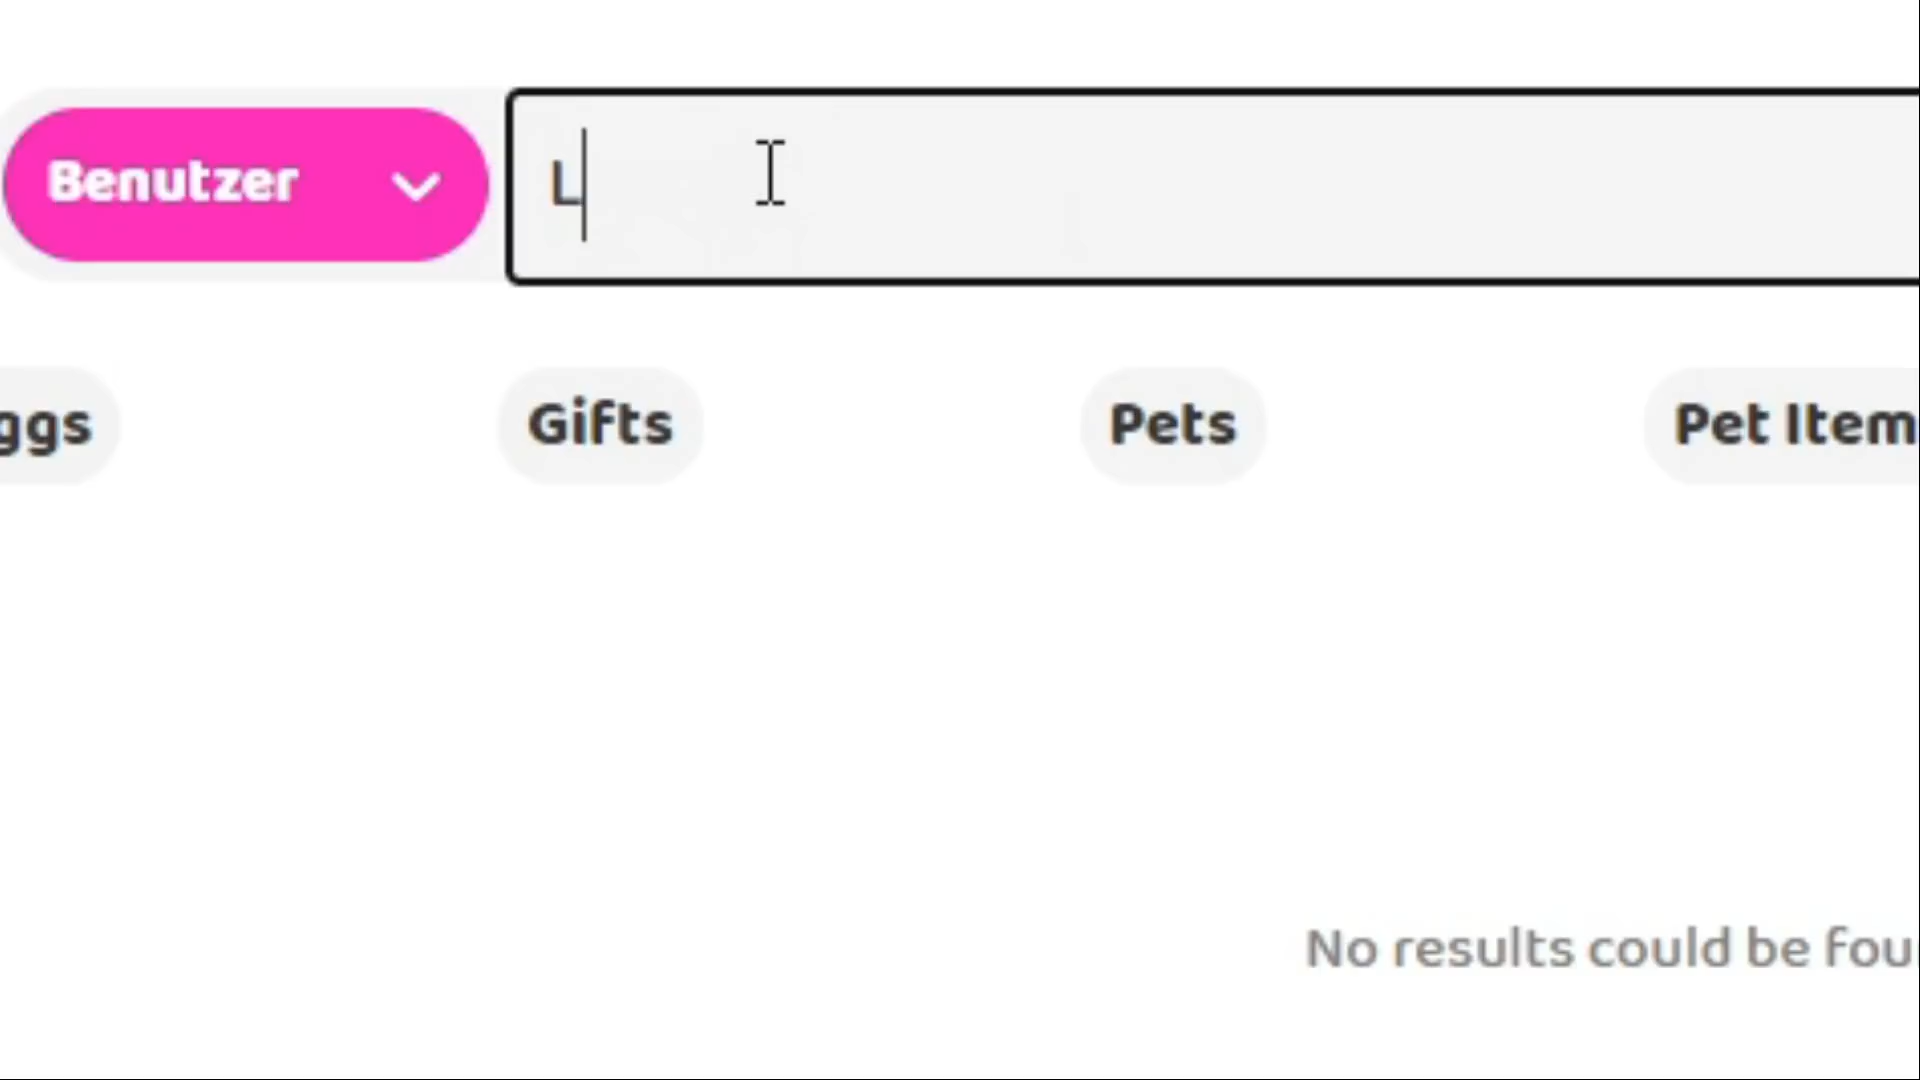 Benutzer
L
ggs
Gifts
Pets
Pet Item
No results could be fou